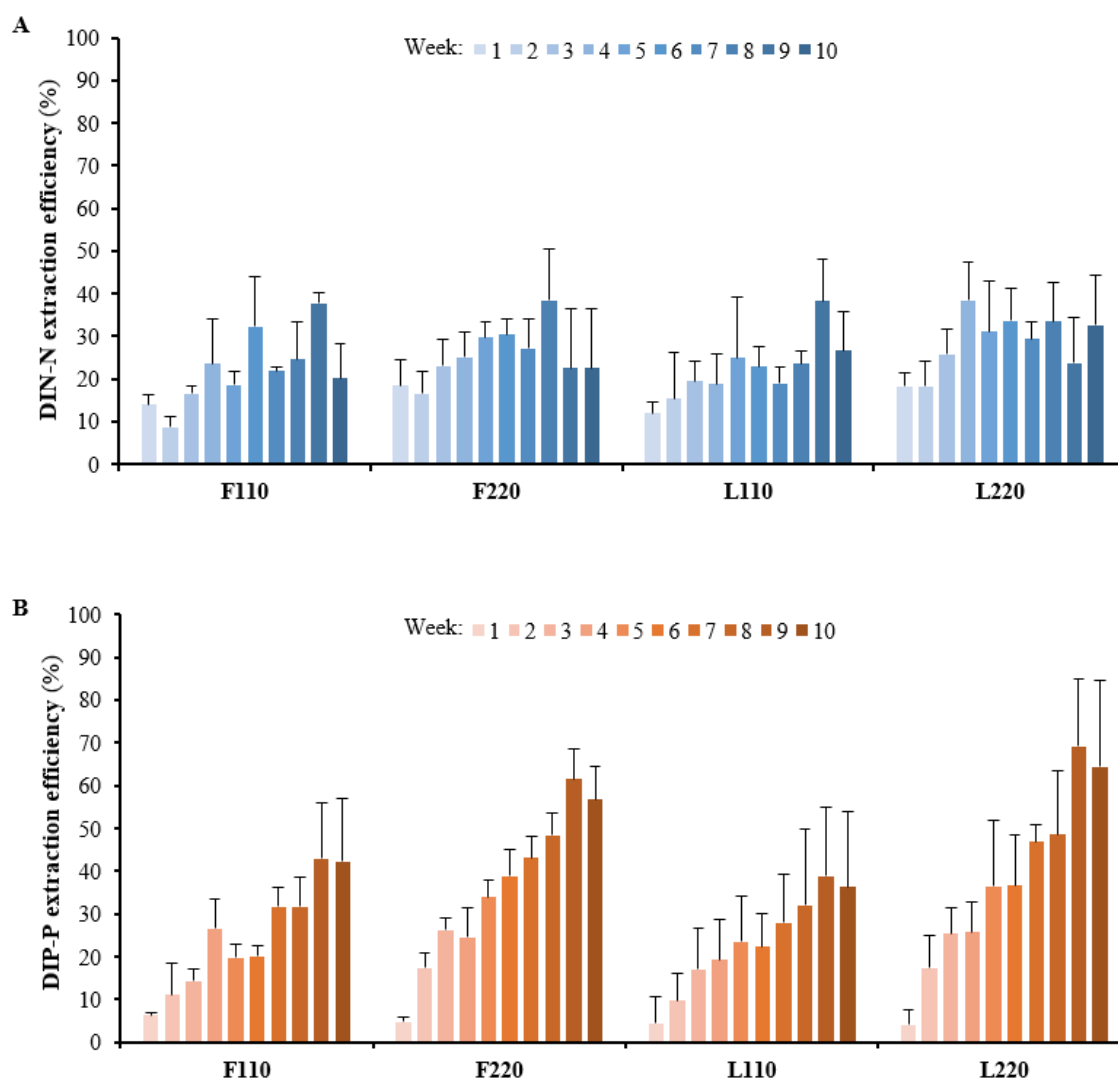 A
DIN-N extraction efficiency (%)
100
90
80
70
60
50
40
30
20
10
0
Week: 1 2 3 4 5 6 7 8 9 10
F110 F220 L110 L220
B
DIP-P extraction efficiency (%)
100
90
80
70
60
50
40
30
20
10
0
Week: 1 2 3 4 5 6 7 8 9 10
F110 F220 L110 L220